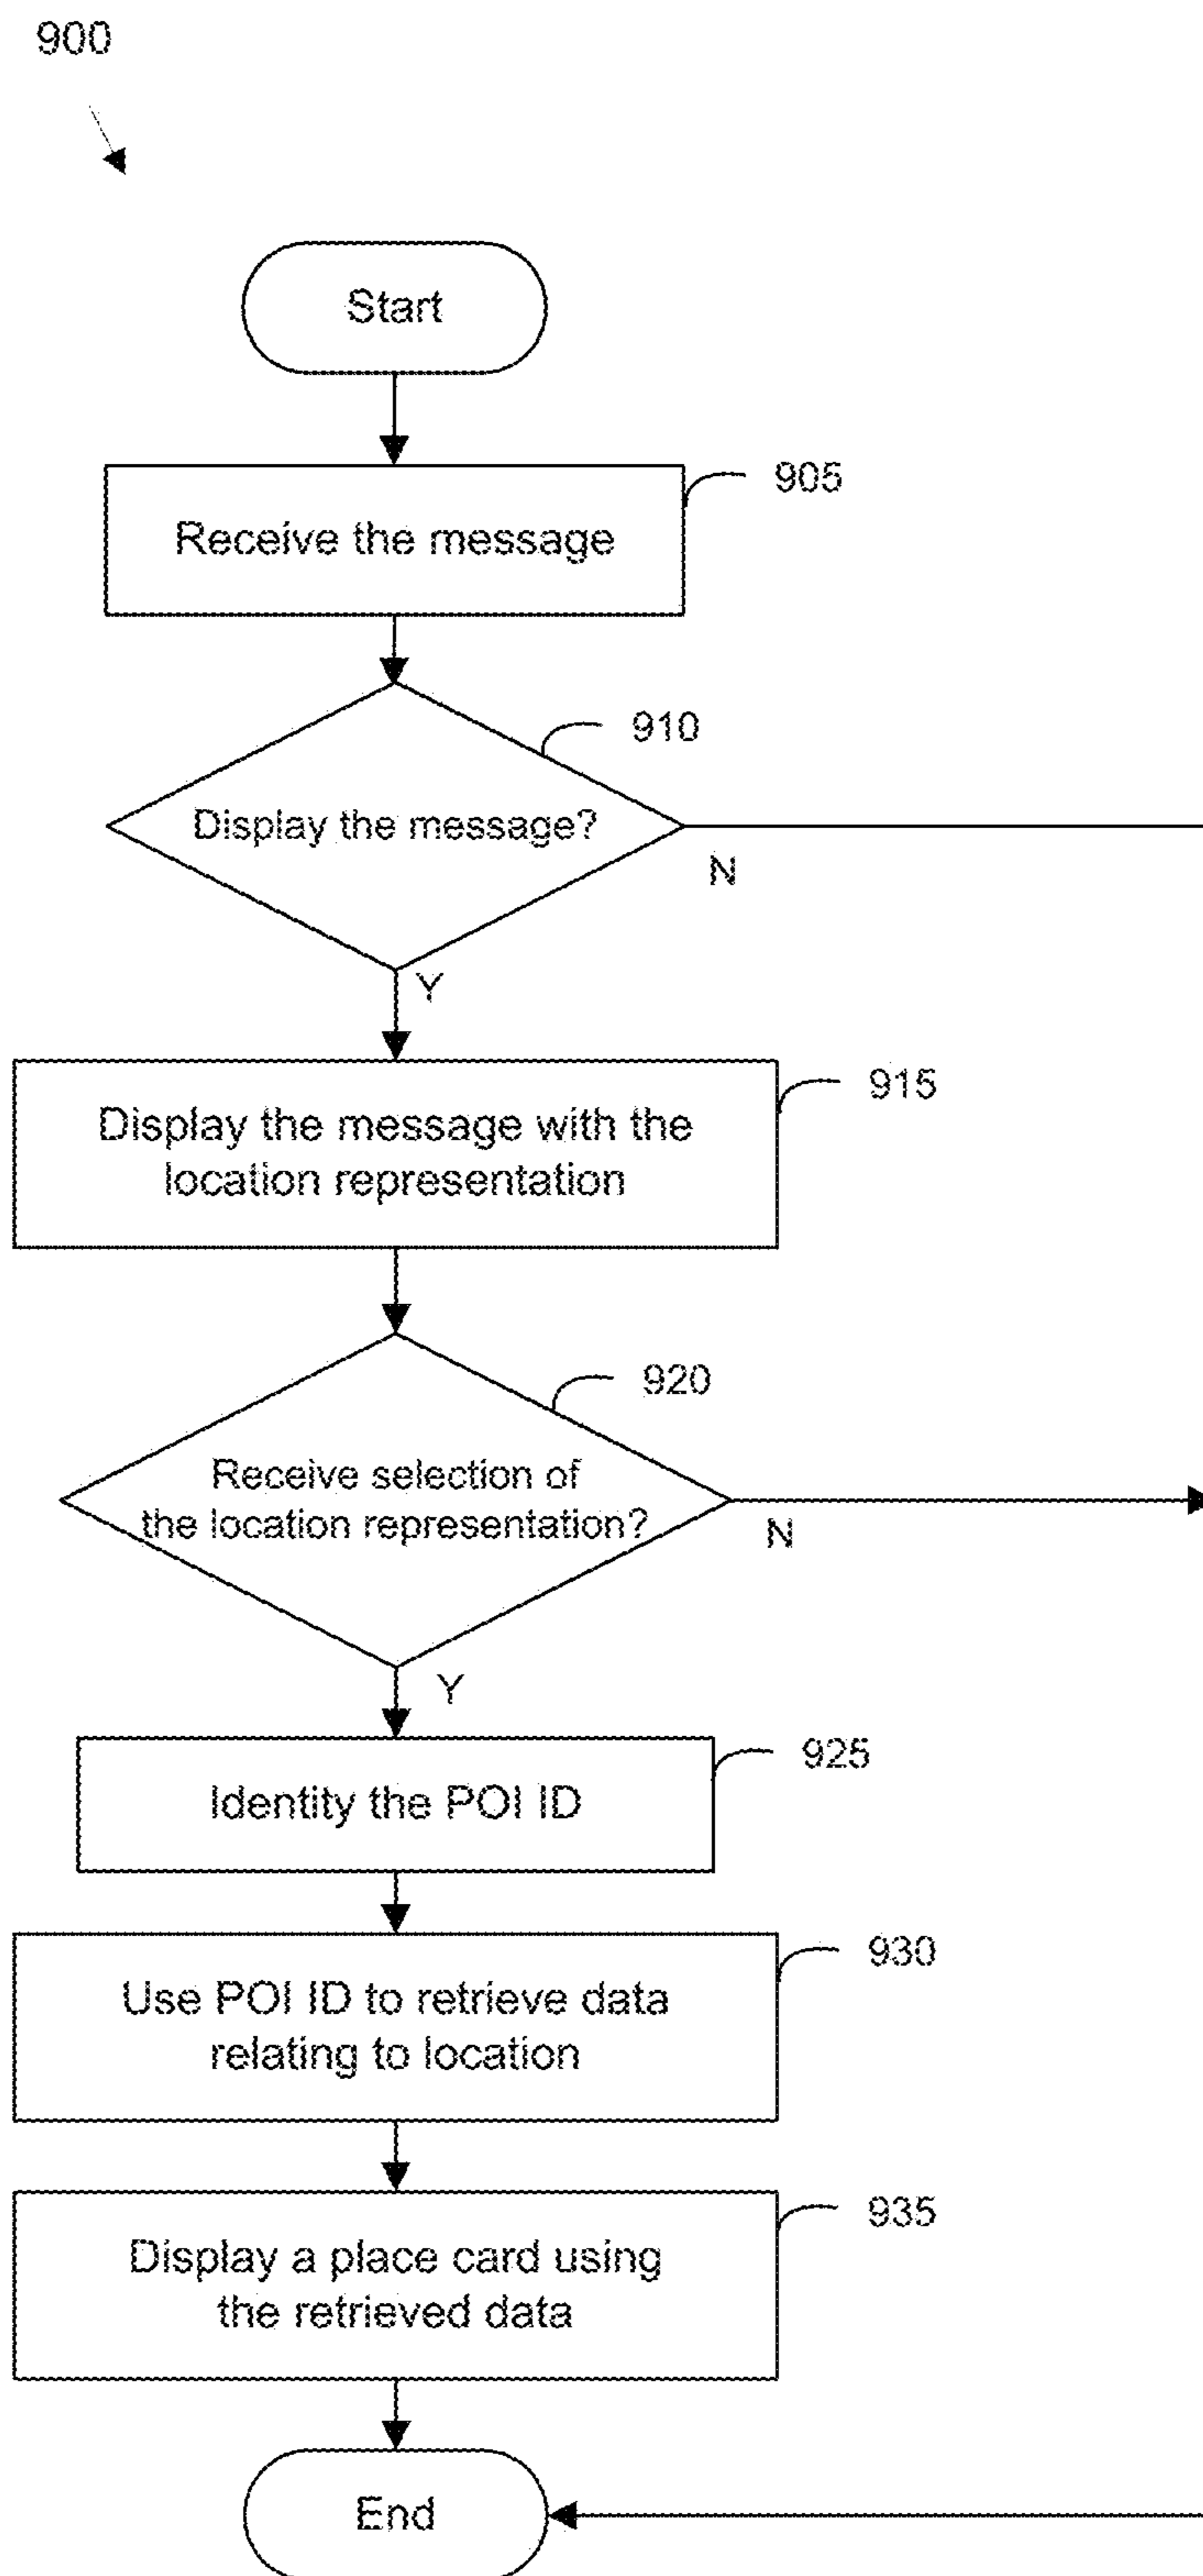 900
Start
905
Receive the message
910
Display the message?
N
Y
915
Display the message with the
location representation
920
Receive selection of
the location representation?
N
Y
925
Identity the POI ID
930
Use POI ID to retrieve data
relating to location
935
Display a place card using
the retrieved data
End